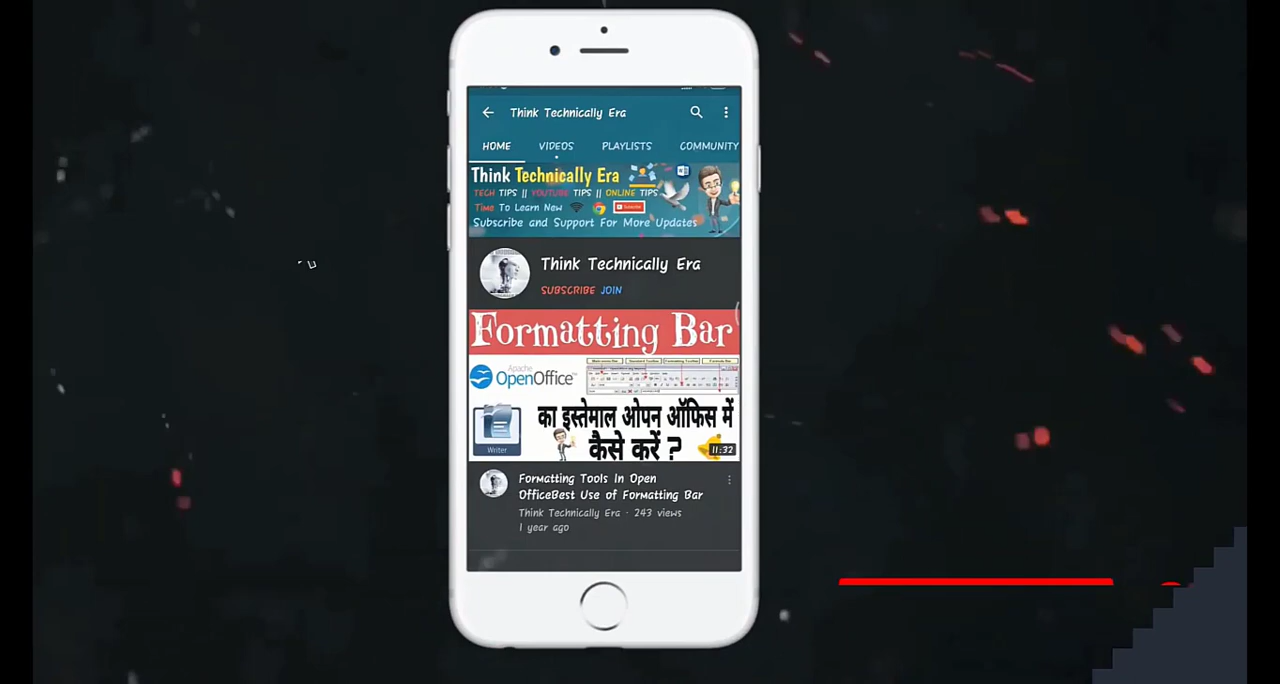 Think Technically Era
HOME VIDEOS PLAYLISTS COMMUNITY
Think Technically Era
TECH TIPS || YOUTUBE TIPS || ONLINE TIPS
Time To Learn New
Subscribe
Subscribe and Support For More Updates
Think Technically Era
SUBSCRIBE JOIN
Formatting Bar
Apache
OpenOffice
का इस्तेमाल ओपन ऑफिस में
कैसे करें ?
Writer
11:32
Formatting Tools In Open
OfficeBest Use of Formatting Bar
Think Technically Era · 243 views
1 year ago